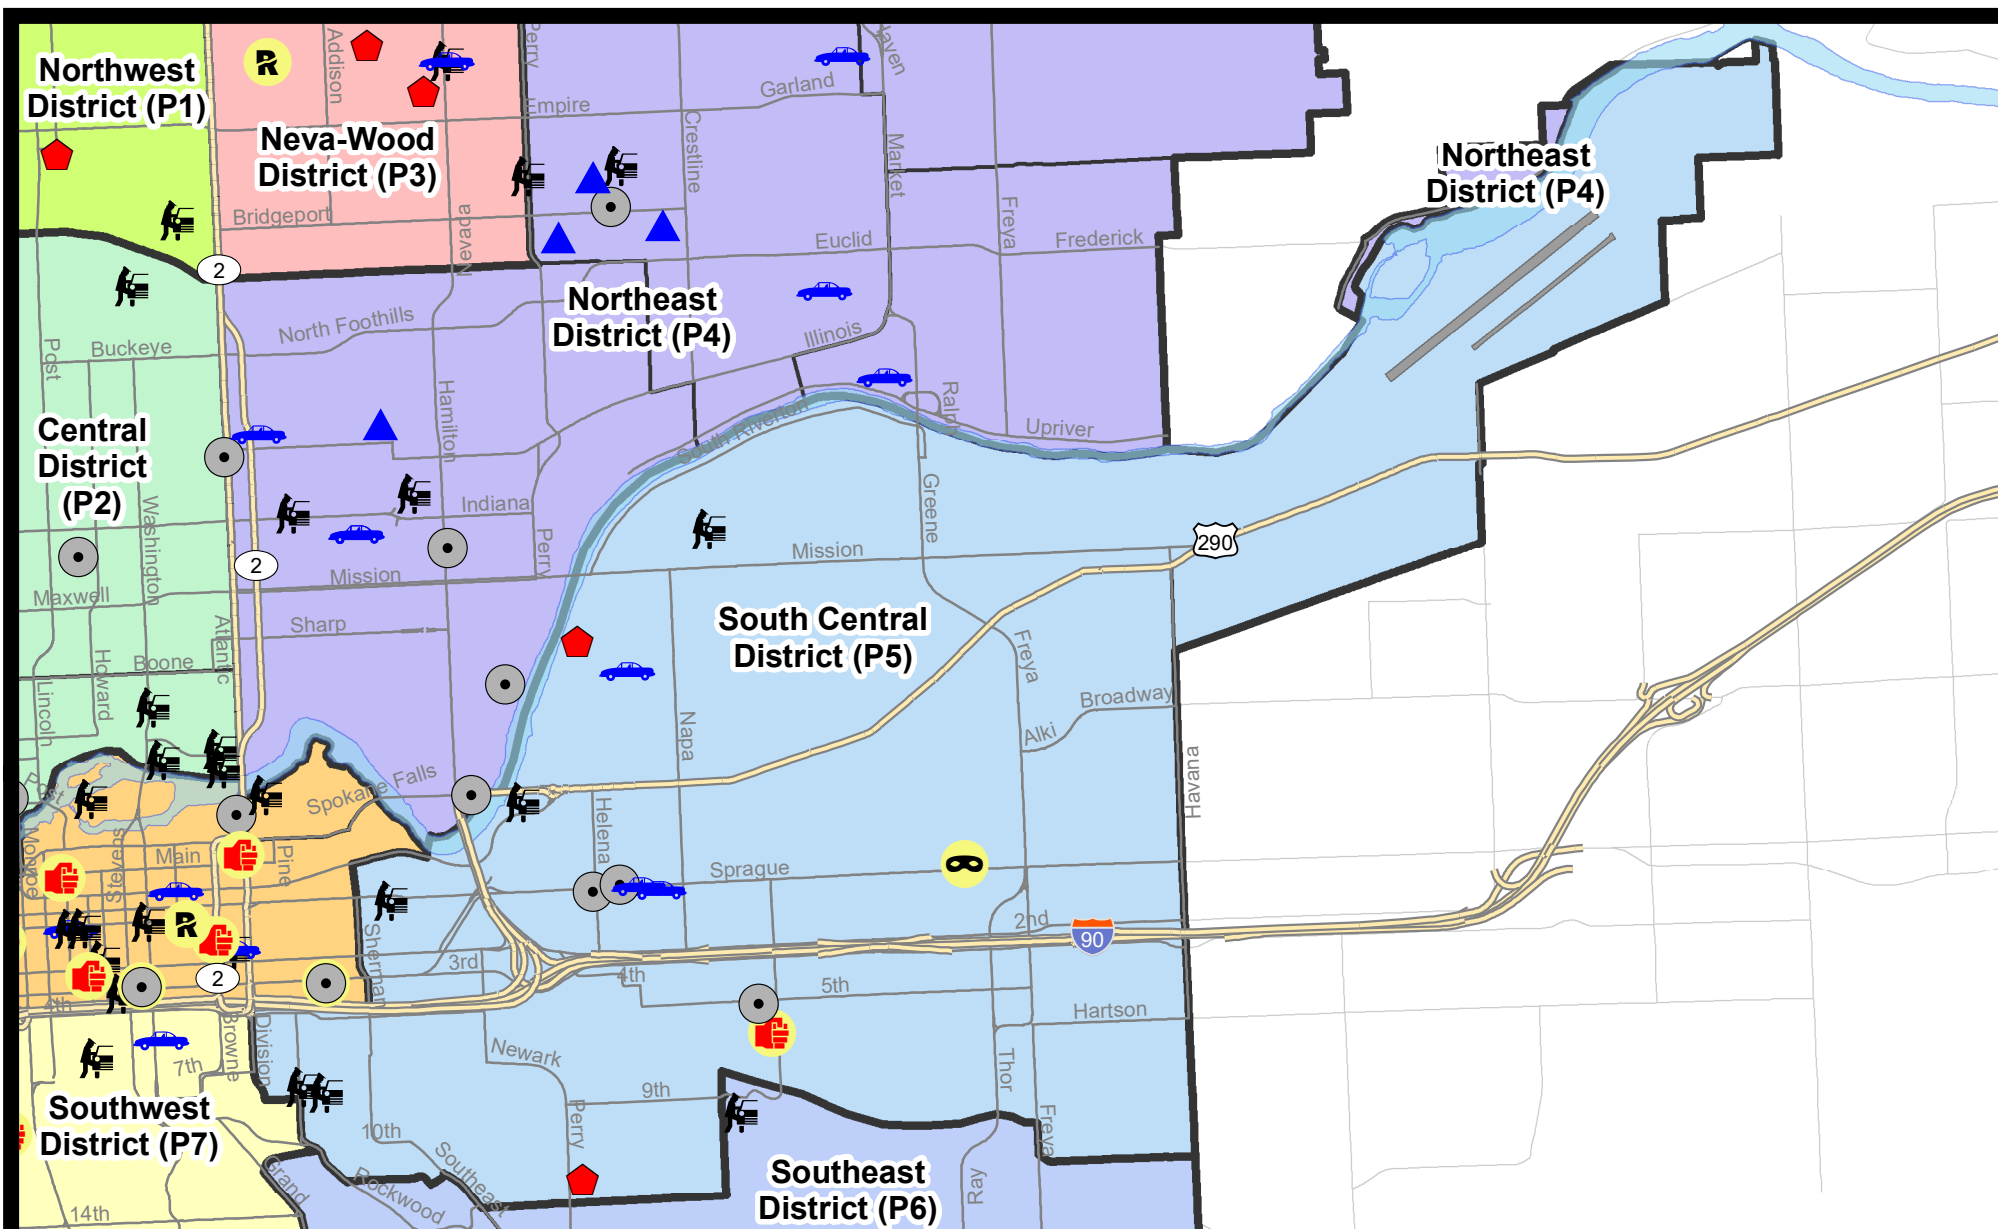 Northwest
District (P1)
Neva-Wood
District (P3)
Northeast
District (P4)
Northeast
District (P4)
Central
District
(P2)
South Central
District (P5)
Southwest
District (P7)
Southeast
District (P6)
Addison
Perry
Empire
Garland
Haven
Crestline
Market
Bridgeport
Nevada
Euclid
Freya
Frederick
2
North Foothills
Illinois
Post
Buckeye
Hamilton
Ralph
Upriver
South Riverton
Washington
Indiana
Perry
Greene
290
2
Mission
Mission
Maxwell
Atlantic
Sharp
Boone
Howard
Lincoln
Freya
Napa
Broadway
Alki
Havana
Post
Spokane Falls
Helena
Monroe
Stevens
Main
Pine
Sprague
2nd
90
Sherman
3rd
4th
5th
2
4th
Hartson
Browne
Division
7th
Newark
9th
Thor
Freya
Perry
10th
Southeast
Rockwood
Grand
Ray
14th